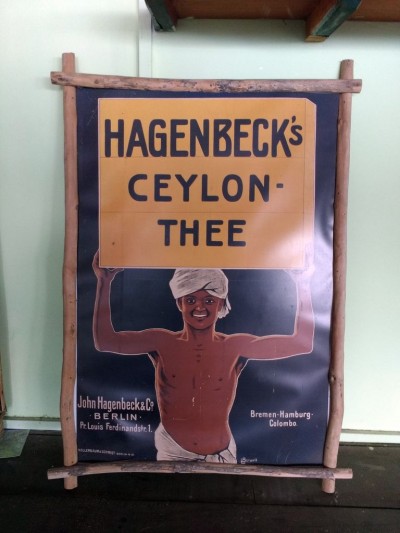 HAGENBECK's
CEYLON-
THEE
John Hagenbeck & Co
· BERLIN ·
Pr. Louis Ferdinandstr. 1.
Bremen-Hamburg-
Colombo.